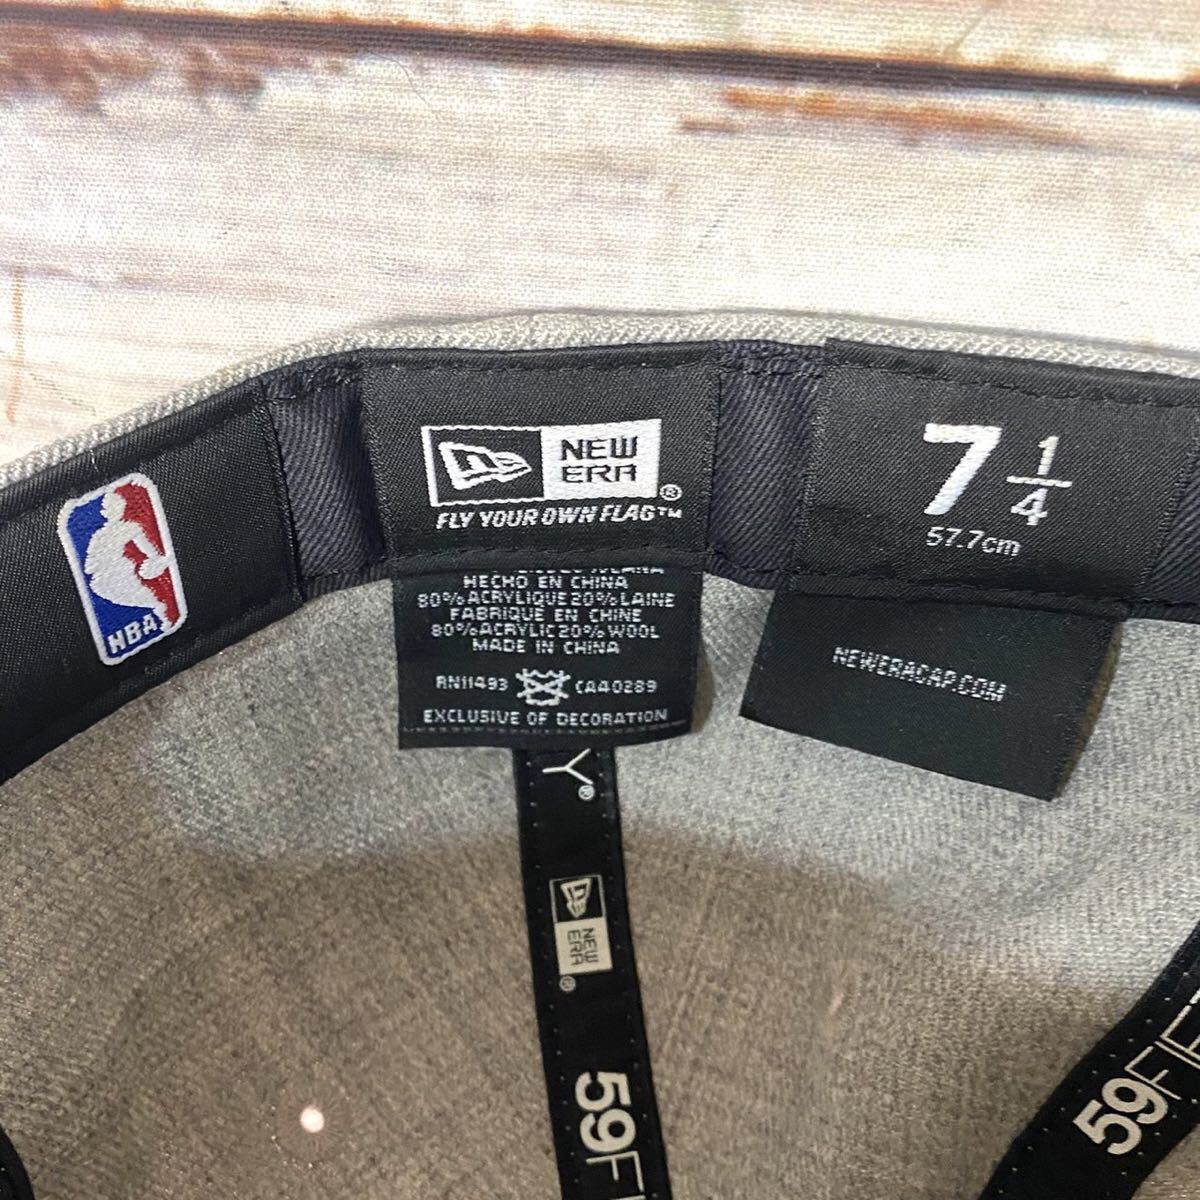 NBA
NEW
ERA
®
FLY YOUR OWN FLAG™
7 1/4
57.7cm
HECHO EN CHINA
80% ACRYLIQUE 20% LAINE
FABRIQUE EN CHINE
80% ACRYLIC 20% WOOL
MADE IN CHINA
RN11493 CA40289
EXCLUSIVE OF DECORATION
NEWERACAP.COM
Y®
NEW
ERA
®
59FI
59FIF